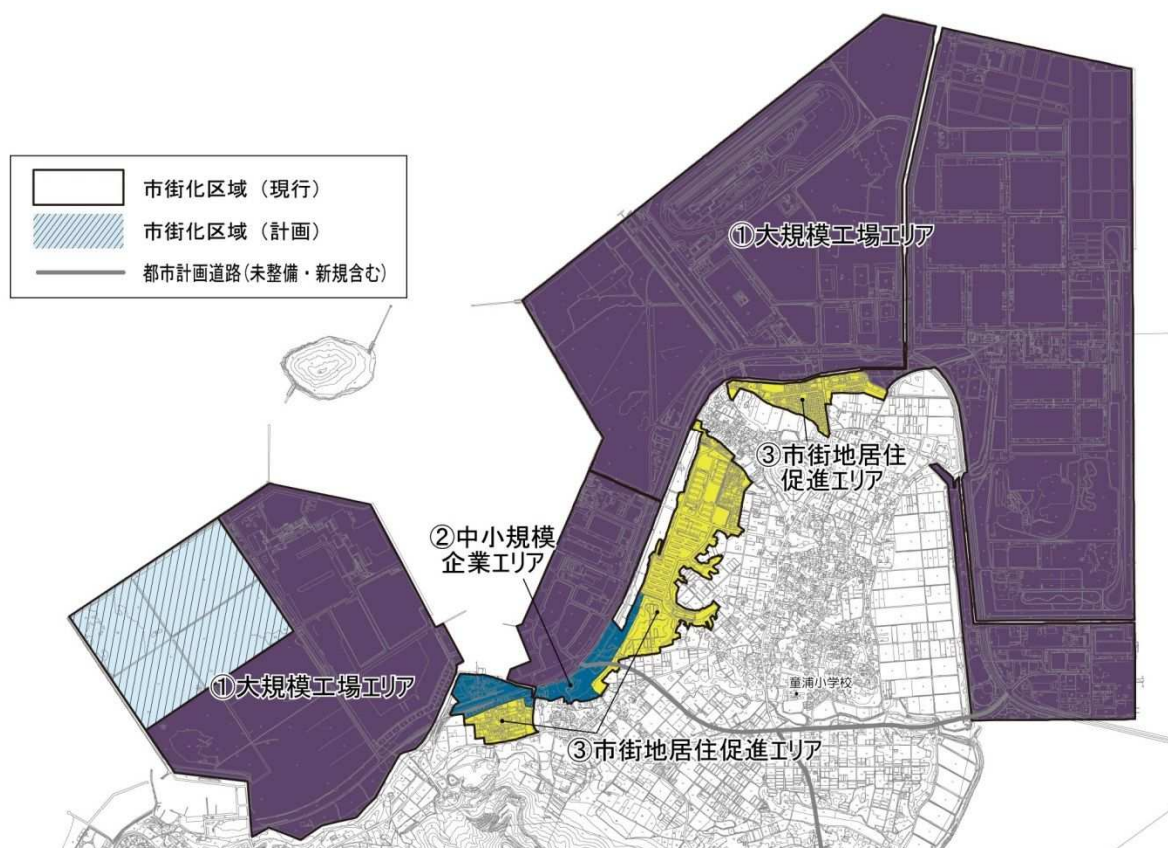 市街化区域（現行）
市街化区域（計画）
都市計画道路(未整備・新規含む)
①大規模工場エリア
③市街地居住
促進エリア
②中小規模
企業エリア
①大規模工場エリア
童浦小学校
③市街地居住促進エリア